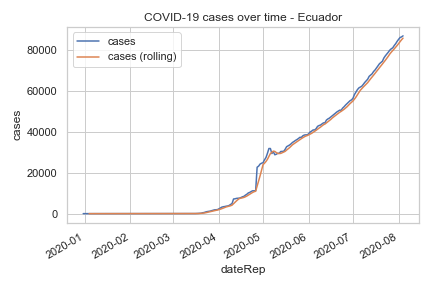 COVID-19 cases over time - Ecuador
cases
cases (rolling)
80000
60000
40000
20000
0
cases
2020-01
2020-02
2020-03
2020-04
2020-05
2020-06
2020-07
2020-08
dateRep